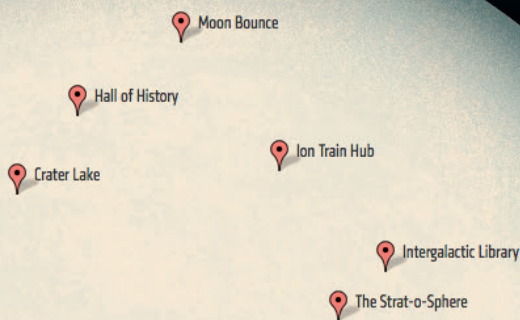 Moon Bounce
Hall of History
Ion Train Hub
Crater Lake
Intergalactic Library
The Strat-o-Sphere